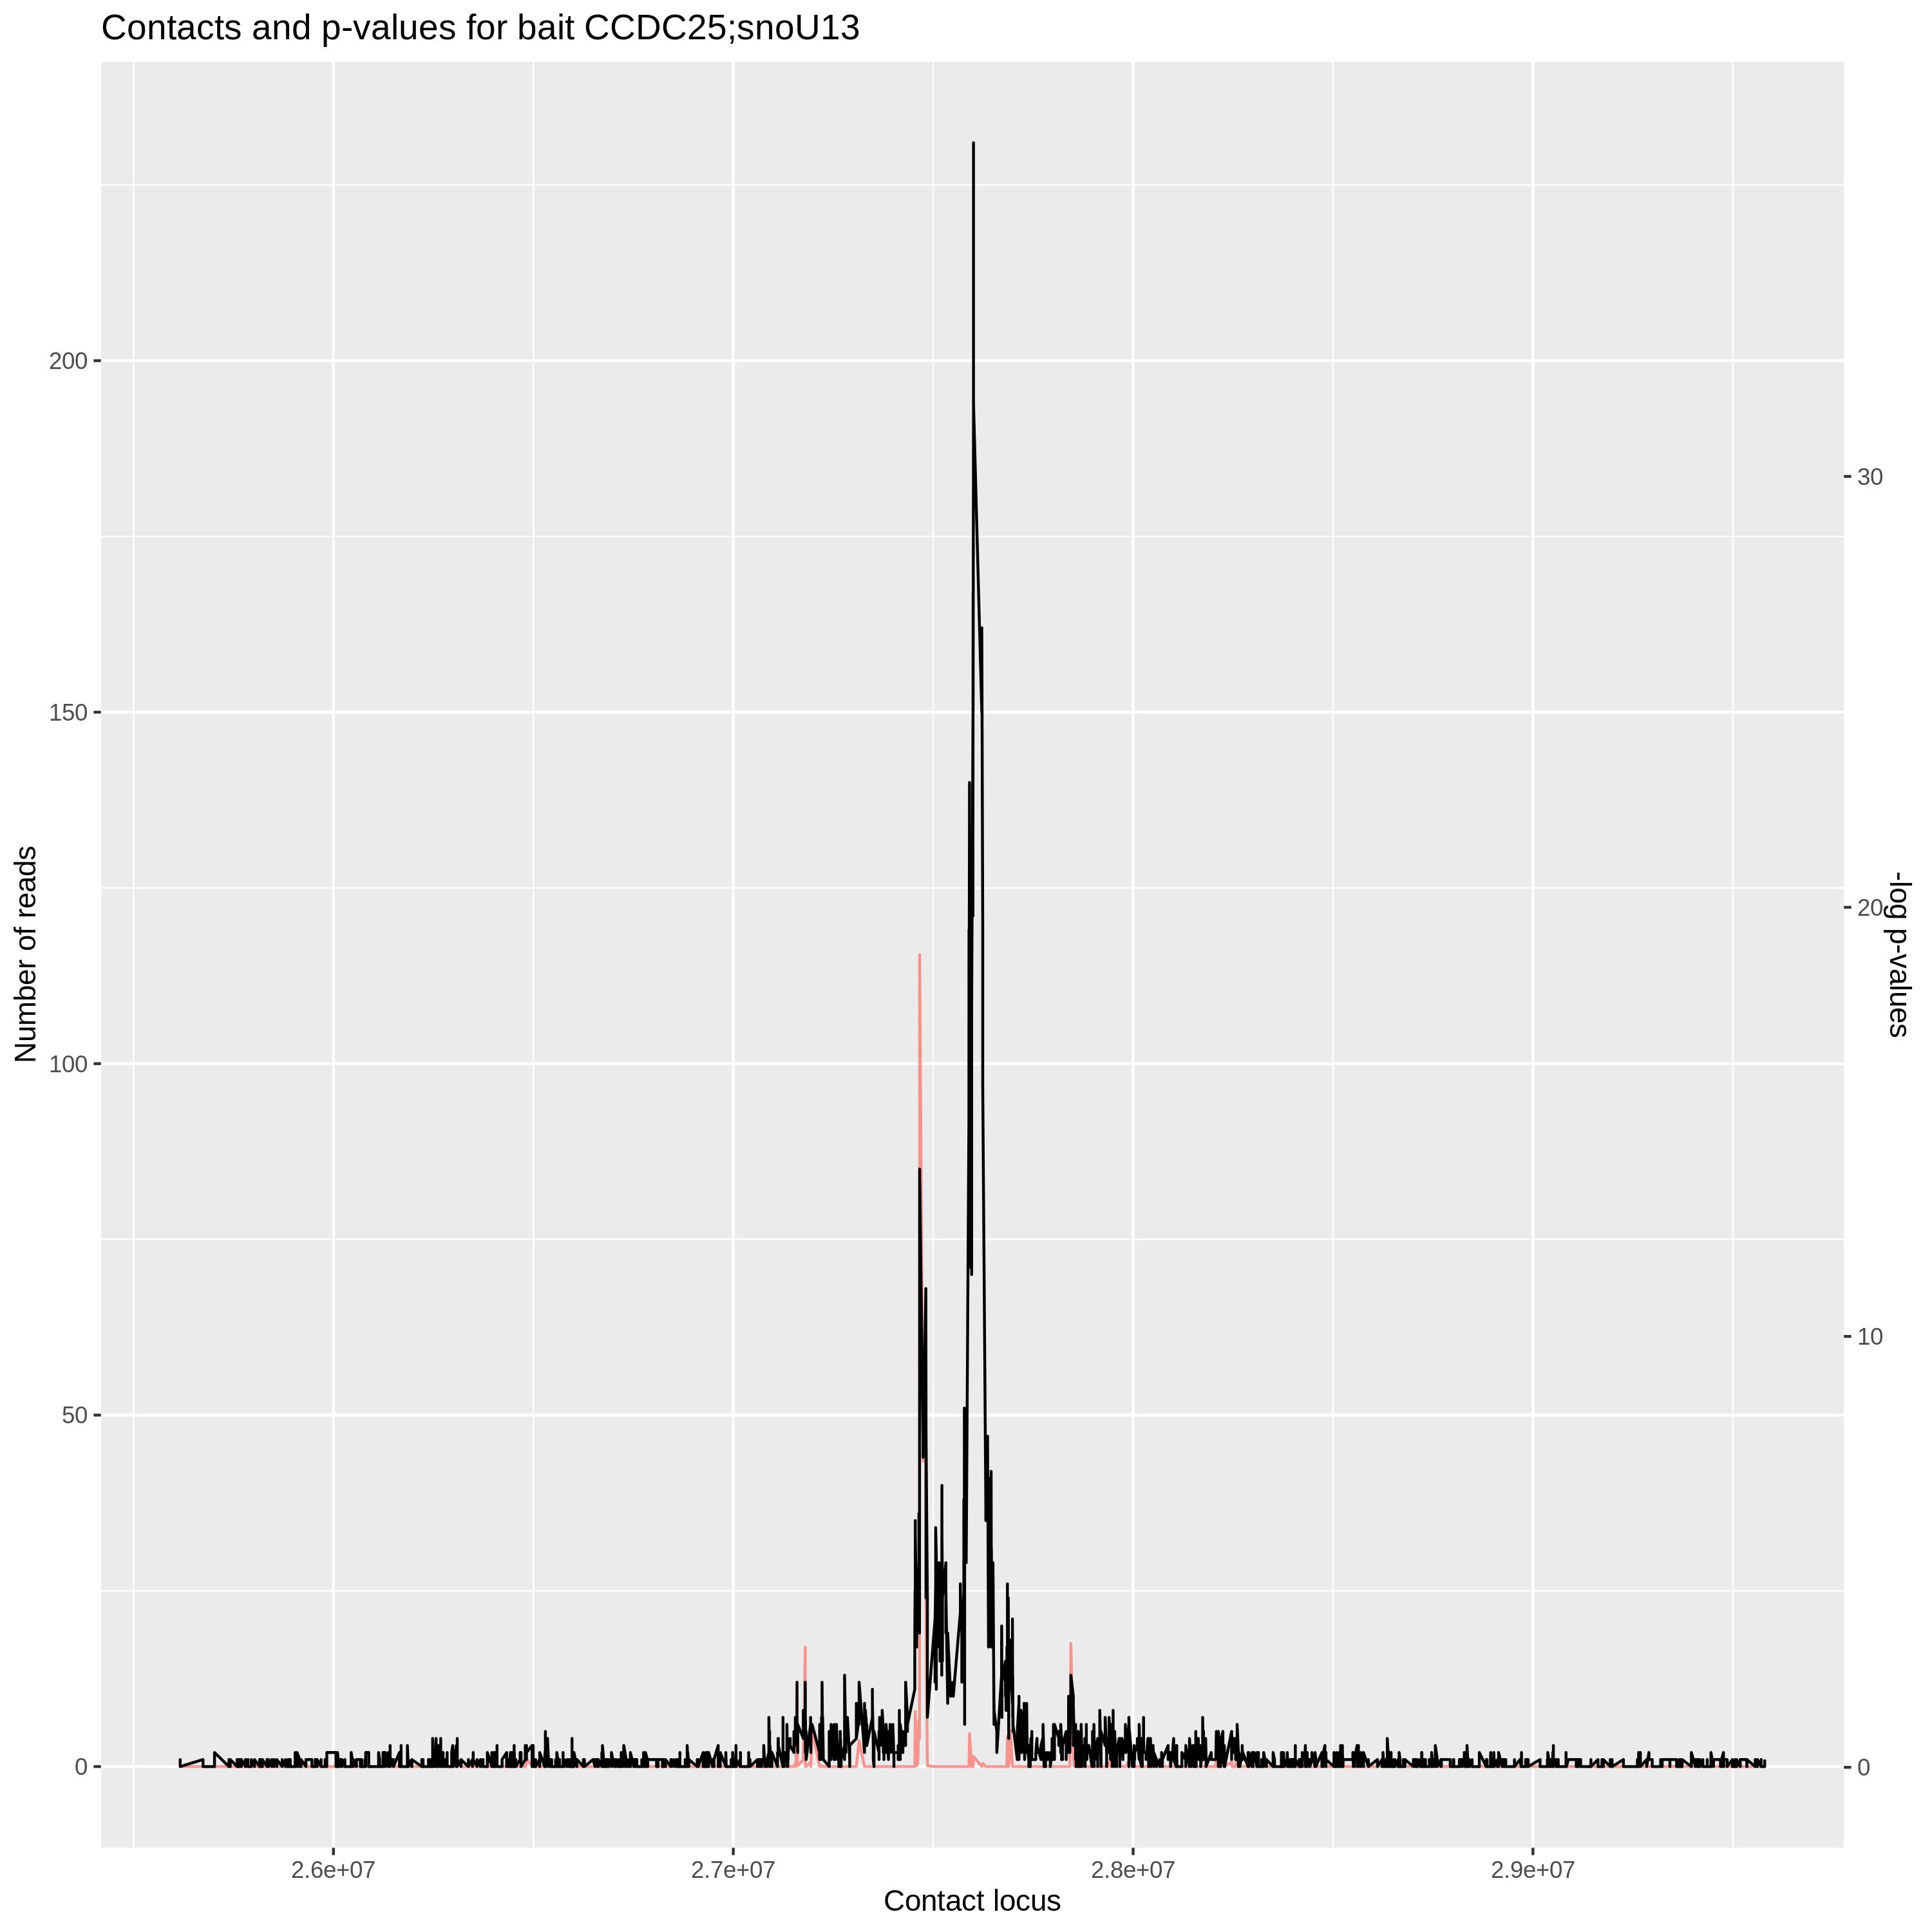 Contacts and p-values for bait CCDC25;snoU13
200
150
100
50
0
Number of reads
30
20
10
0
-log p-values
2.6e+07 2.7e+07 2.8e+07 2.9e+07
Contact locus